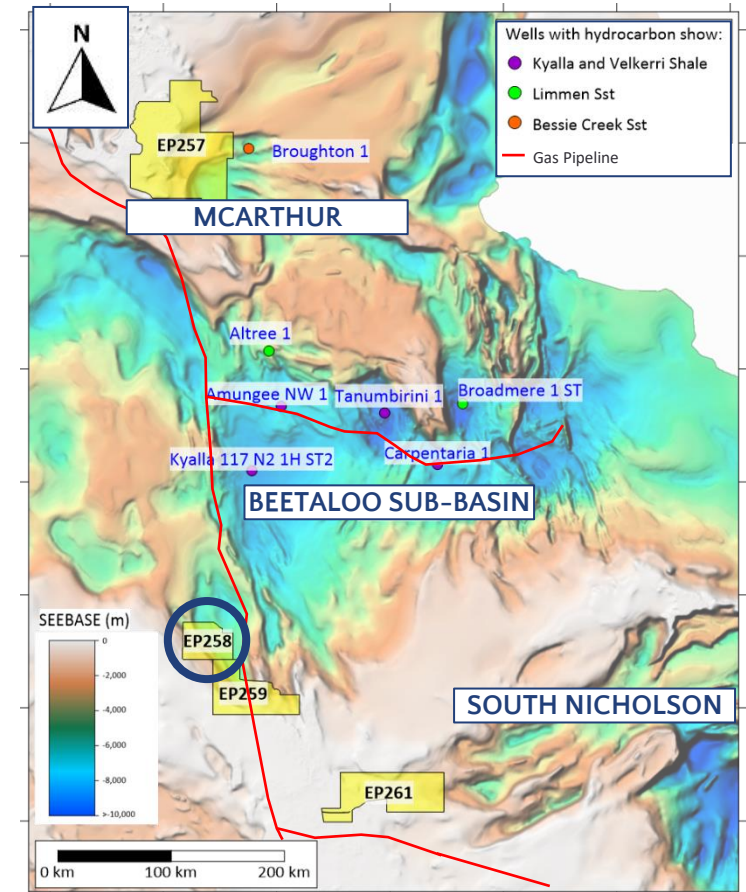 N
Wells with hydrocarbon show:
Kyalla and Velkerri Shale
Limmen Sst
Bessie Creek Sst
Gas Pipeline
EP257
Broughton 1
MCARTHUR
Altree 1
Amungee NW 1
Tanumbirini 1
Broadmere 1 ST
Carpentaria 1
Kyalla 117 N2 1H ST2
BEETALOO SUB-BASIN
SEEBASE (m)
0
-2,000
-4,000
-6,000
-8,000
>-10,000
EP258
EP259
SOUTH NICHOLSON
EP261
0 km 100 km 200 km